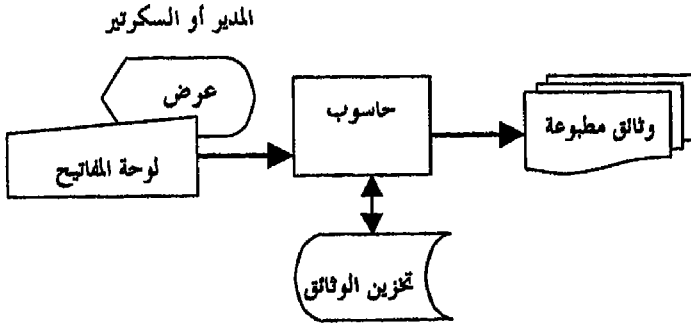 المدير أو السكرتير
عرض
لوحة المفاتيح
حاسوب
وثائق مطبوعة
تخزين الوثائق